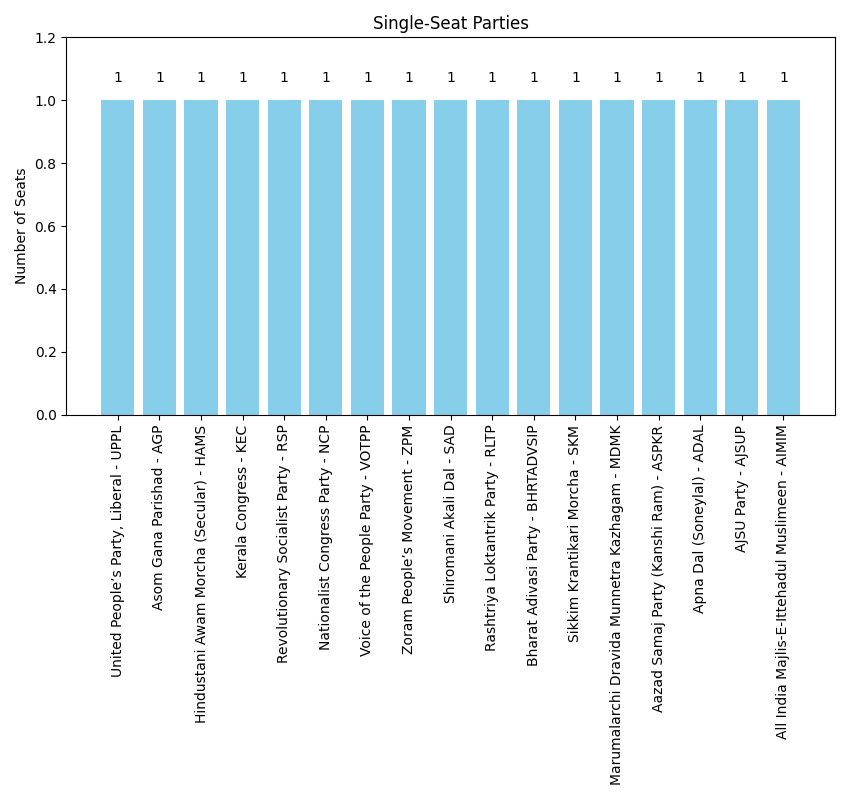 Single-Seat Parties
1.2
1.0
0.8
0.6
0.4
0.2
0.0
Number of Seats
1 1 1 1 1 1 1 1 1 1 1 1 1 1 1 1 1
United People’s Party, Liberal - UPPL
Asom Gana Parishad - AGP
Hindustani Awam Morcha (Secular) - HAMS
Kerala Congress - KEC
Revolutionary Socialist Party - RSP
Nationalist Congress Party - NCP
Voice of the People Party - VOTPP
Zoram People’s Movement - ZPM
Shiromani Akali Dal - SAD
Rashtriya Loktantrik Party - RLTP
Bharat Adivasi Party - BHRTADVSIP
Sikkim Krantikari Morcha - SKM
Marumalarchi Dravida Munnetra Kazhagam - MDMK
Aazad Samaj Party (Kanshi Ram) - ASPKR
Apna Dal (Soneylal) - ADAL
AJSU Party - AJSUP
All India Majlis-E-Ittehadul Muslimeen - AIMIM